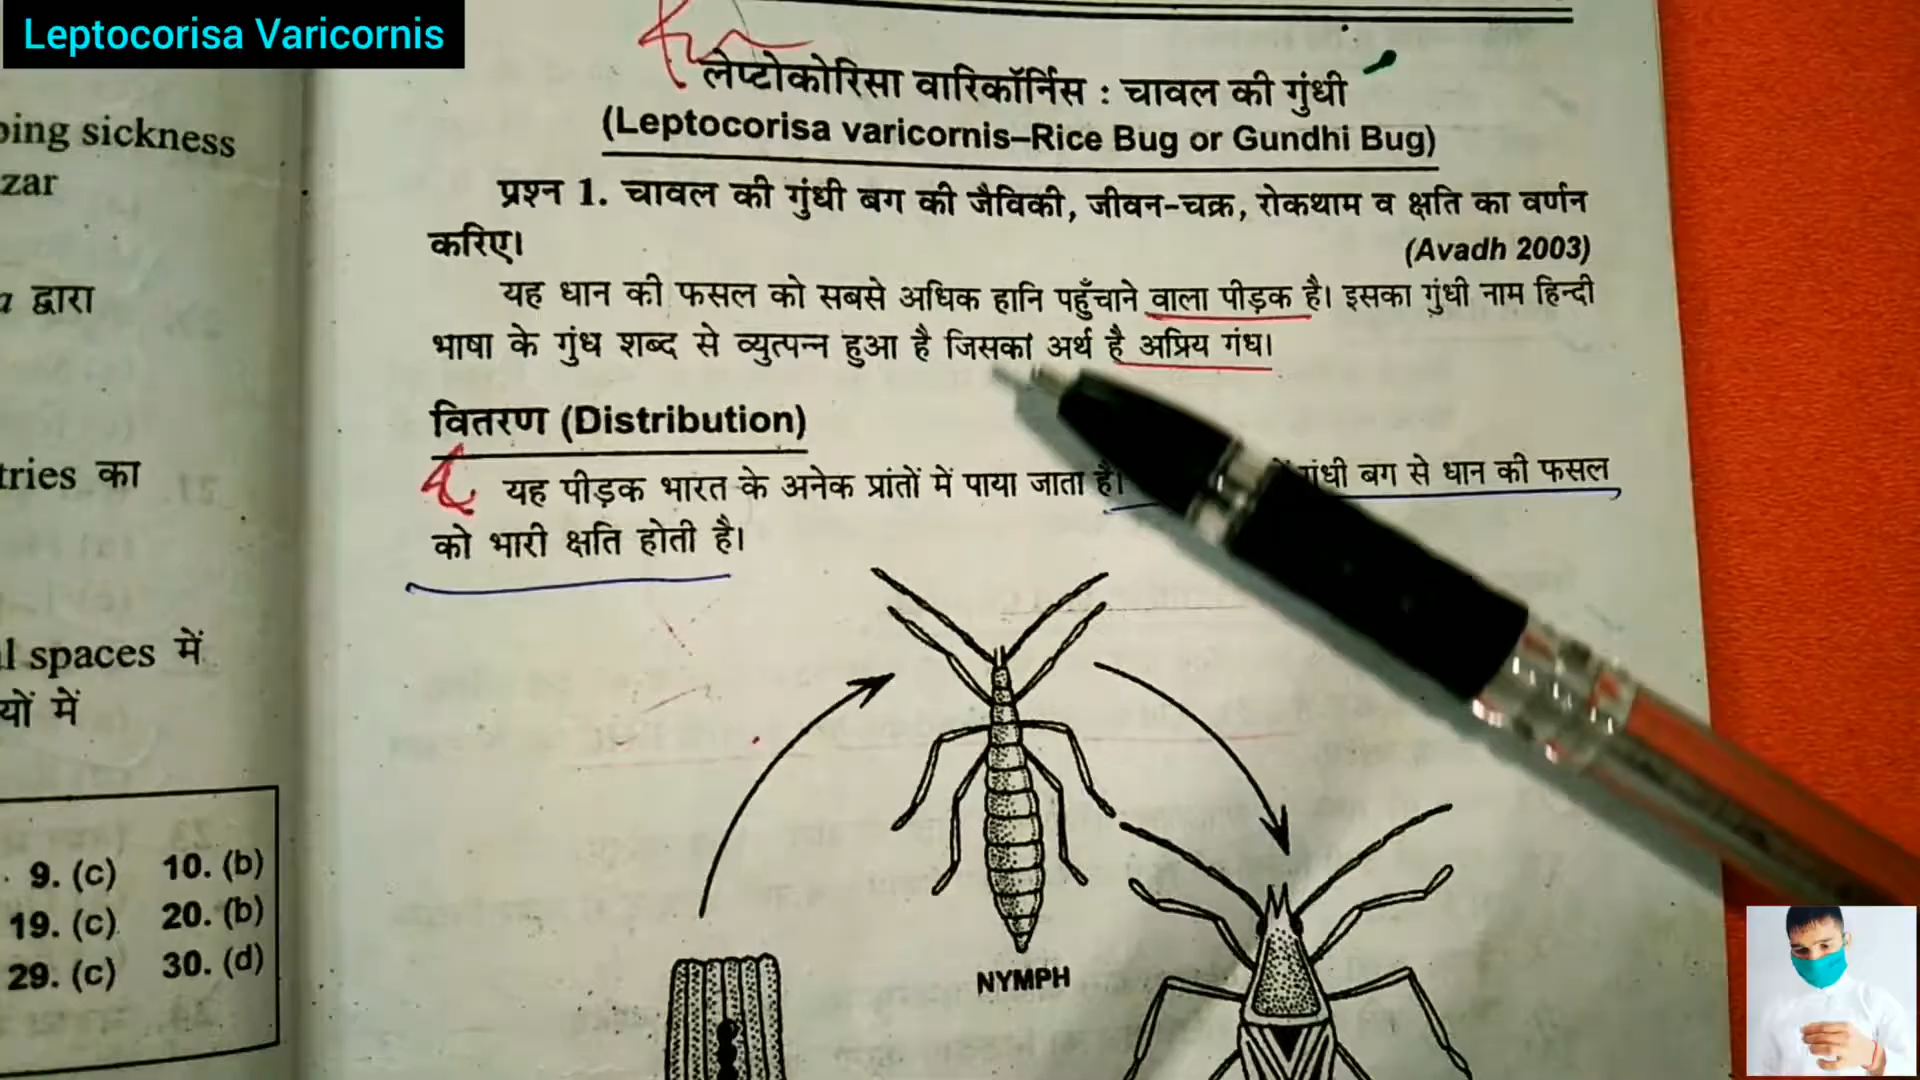 Leptocorisa Varicornis
ping sickness
zar
a द्वारा
tries का
l spaces में
यों में
9. (c) 10. (b)
19. (c) 20. (b)
29. (c) 30. (d)
लेप्टोकोरिसा वारिकॉर्निस : चावल की गुंधी
(Leptocorisa varicornis–Rice Bug or Gundhi Bug)
प्रश्न 1. चावल की गुंधी बग की जैविकी, जीवन-चक्र, रोकथाम व क्षति का वर्णन
करिए। (Avadh 2003)
यह धान की फसल को सबसे अधिक हानि पहुँचाने वाला पीड़क है। इसका गुंधी नाम हिन्दी
भाषा के गुंध शब्द से व्युत्पन्न हुआ है जिसका अर्थ है अप्रिय गंध।
वितरण (Distribution)
यह पीड़क भारत के अनेक प्रांतों में पाया जाता है। गंधी बग से धान की फसल
को भारी क्षति होती है।
NYMPH